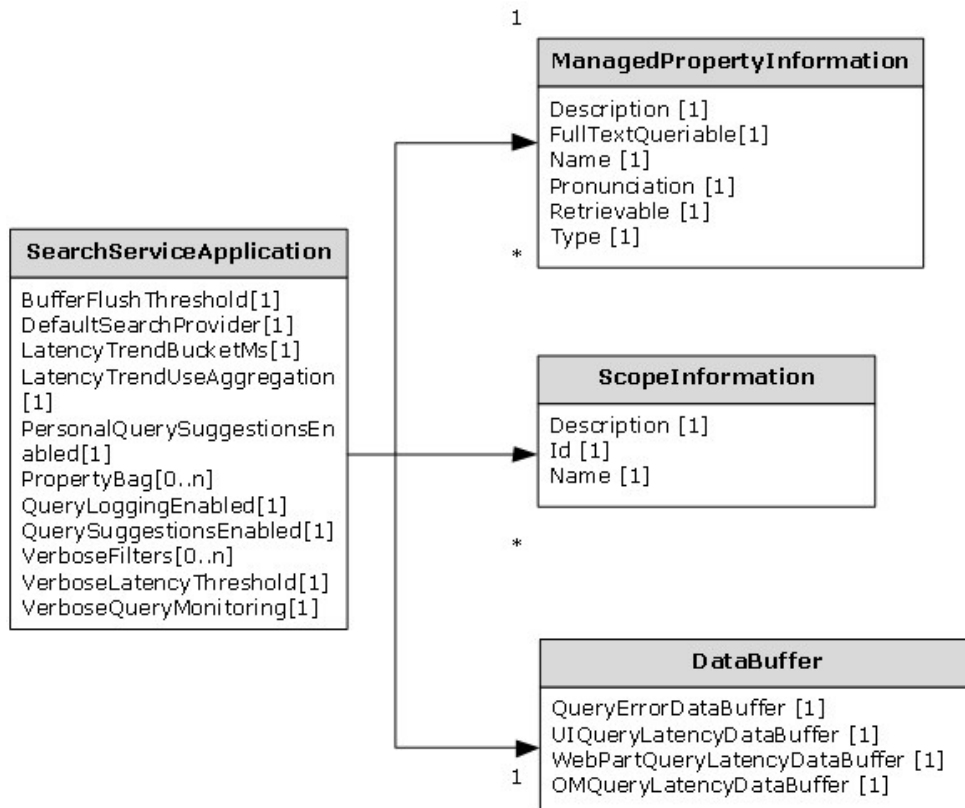 1
ManagedPropertyInformation
Description [1]
FullTextQueriable[1]
Name [1]
Pronunciation [1]
Retrievable [1]
Type [1]
*
SearchServiceApplication
BufferFlushThreshold[1]
DefaultSearchProvider[1]
LatencyTrendBucketMs[1]
LatencyTrendUseAggregation
[1]
PersonalQuerySuggestionsEn
abled[1]
PropertyBag[0..n]
QueryLoggingEnabled[1]
QuerySuggestionsEnabled[1]
VerboseFilters[0..n]
VerboseLatencyThreshold[1]
VerboseQueryMonitoring[1]
ScopeInformation
Description [1]
Id [1]
Name [1]
*
DataBuffer
QueryErrorDataBuffer [1]
UIQueryLatencyDataBuffer [1]
WebPartQueryLatencyDataBuffer [1]
OMQueryLatencyDataBuffer [1]
1